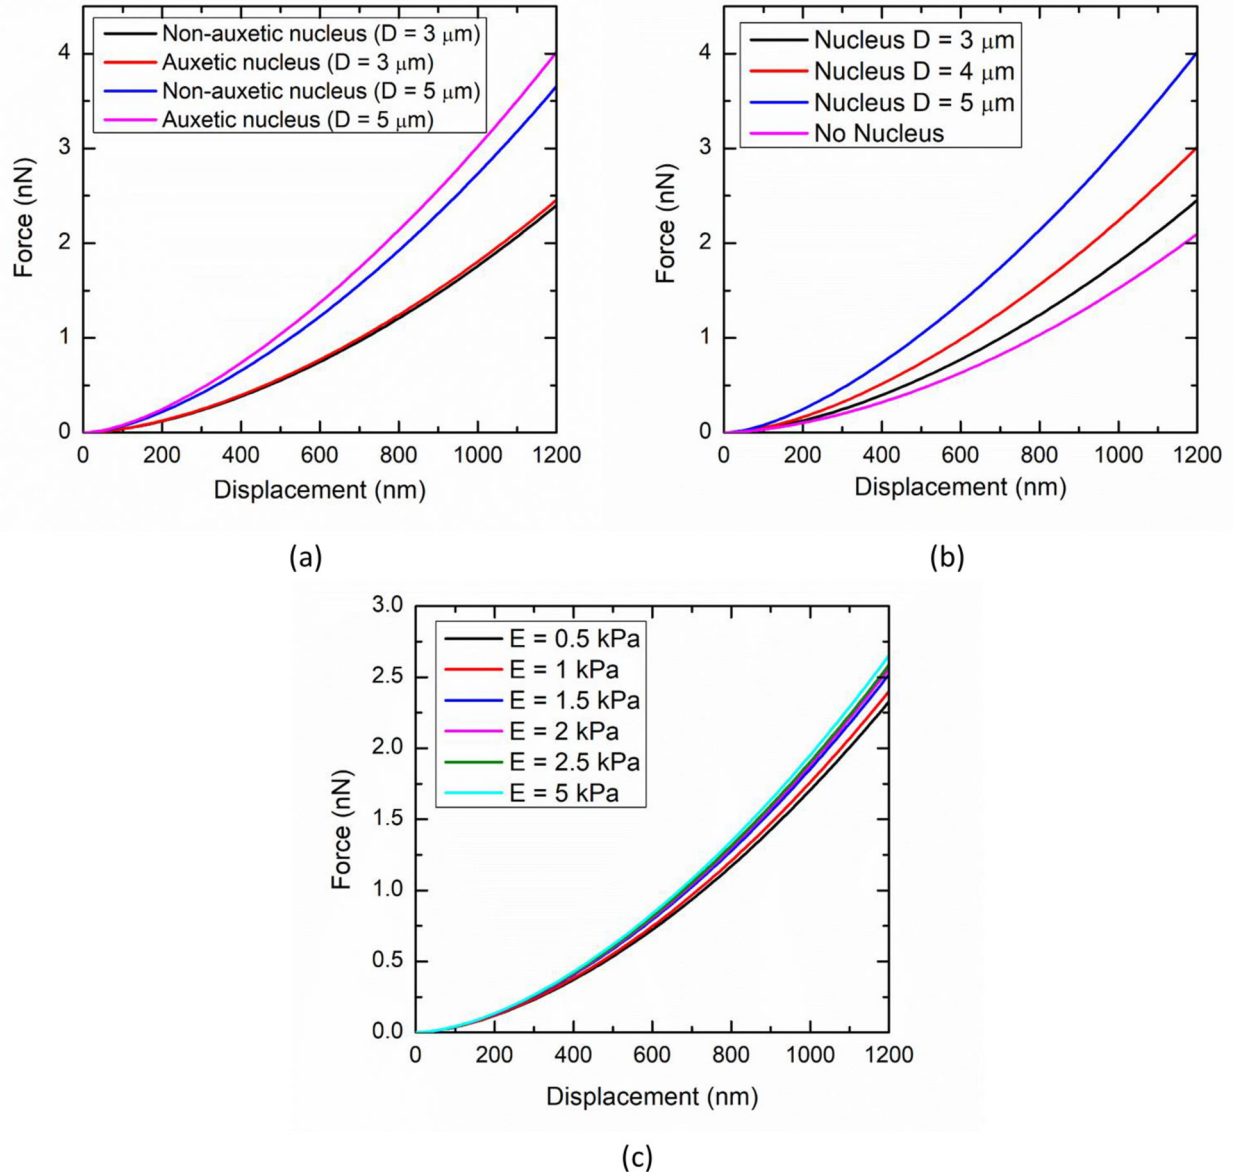 Non-auxetic nucleus (D = 3 μm)
Auxetic nucleus (D = 3 μm)
Non-auxetic nucleus (D = 5 μm)
Auxetic nucleus (D = 5 μm)
4
3
2
1
0
Force (nN)
0 200 400 600 800 1000 1200
Displacement (nm)
(a)
Nucleus D = 3 μm
Nucleus D = 4 μm
Nucleus D = 5 μm
No Nucleus
4
3
2
1
0
Force (nN)
0 200 400 600 800 1000 1200
Displacement (nm)
(b)
E = 0.5 kPa
E = 1 kPa
E = 1.5 kPa
E = 2 kPa
E = 2.5 kPa
E = 5 kPa
3.0
2.5
2.0
1.5
1.0
0.5
0.0
Force (nN)
0 200 400 600 800 1000 1200
Displacement (nm)
(c)